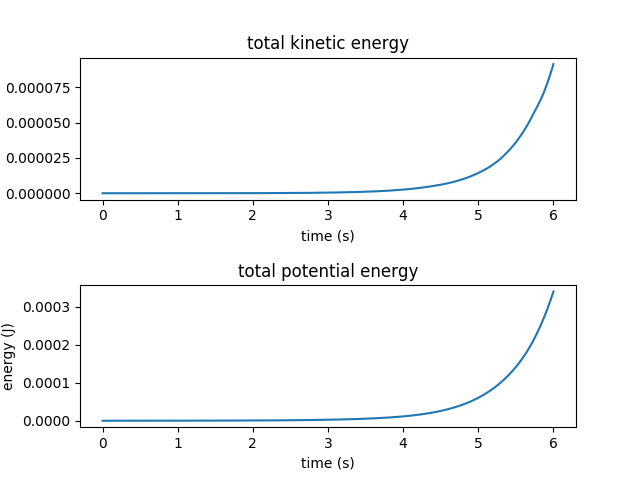 total kinetic energy
0.000075
0.000050
0.000025
0.000000
0 1 2 3 4 5 6
time (s)
total potential energy
energy (J)
0.0003
0.0002
0.0001
0.0000
0 1 2 3 4 5 6
time (s)